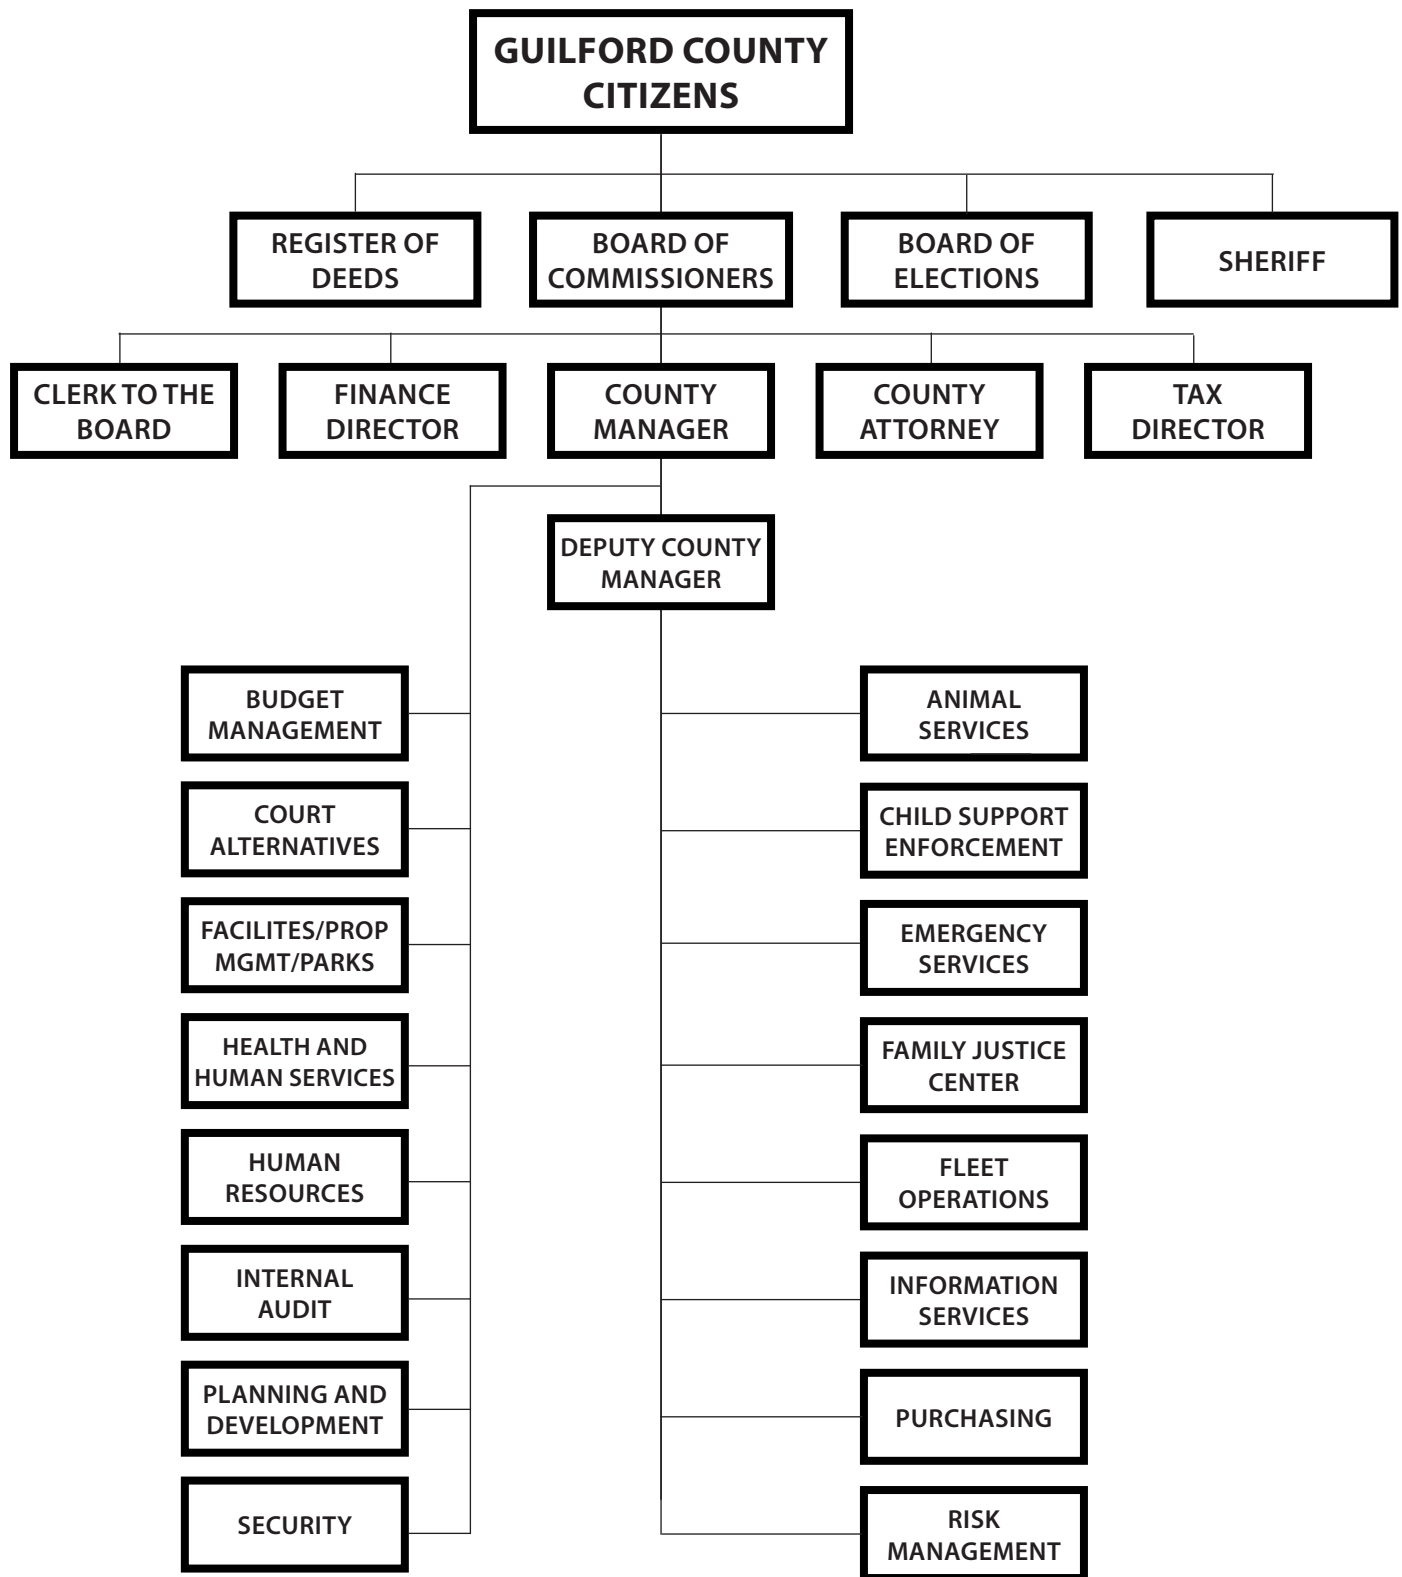 GUILFORD COUNTY
CITIZENS
REGISTER OF
DEEDS
BOARD OF
COMMISSIONERS
BOARD OF
ELECTIONS
SHERIFF
CLERK TO THE
BOARD
FINANCE
DIRECTOR
COUNTY
MANAGER
COUNTY
ATTORNEY
TAX
DIRECTOR
DEPUTY COUNTY
MANAGER
BUDGET
MANAGEMENT
COURT
ALTERNATIVES
FACILITES/PROP
MGMT/PARKS
HEALTH AND
HUMAN SERVICES
HUMAN
RESOURCES
INTERNAL
AUDIT
PLANNING AND
DEVELOPMENT
SECURITY
ANIMAL
SERVICES
CHILD SUPPORT
ENFORCEMENT
EMERGENCY
SERVICES
FAMILY JUSTICE
CENTER
FLEET
OPERATIONS
INFORMATION
SERVICES
PURCHASING
RISK
MANAGEMENT